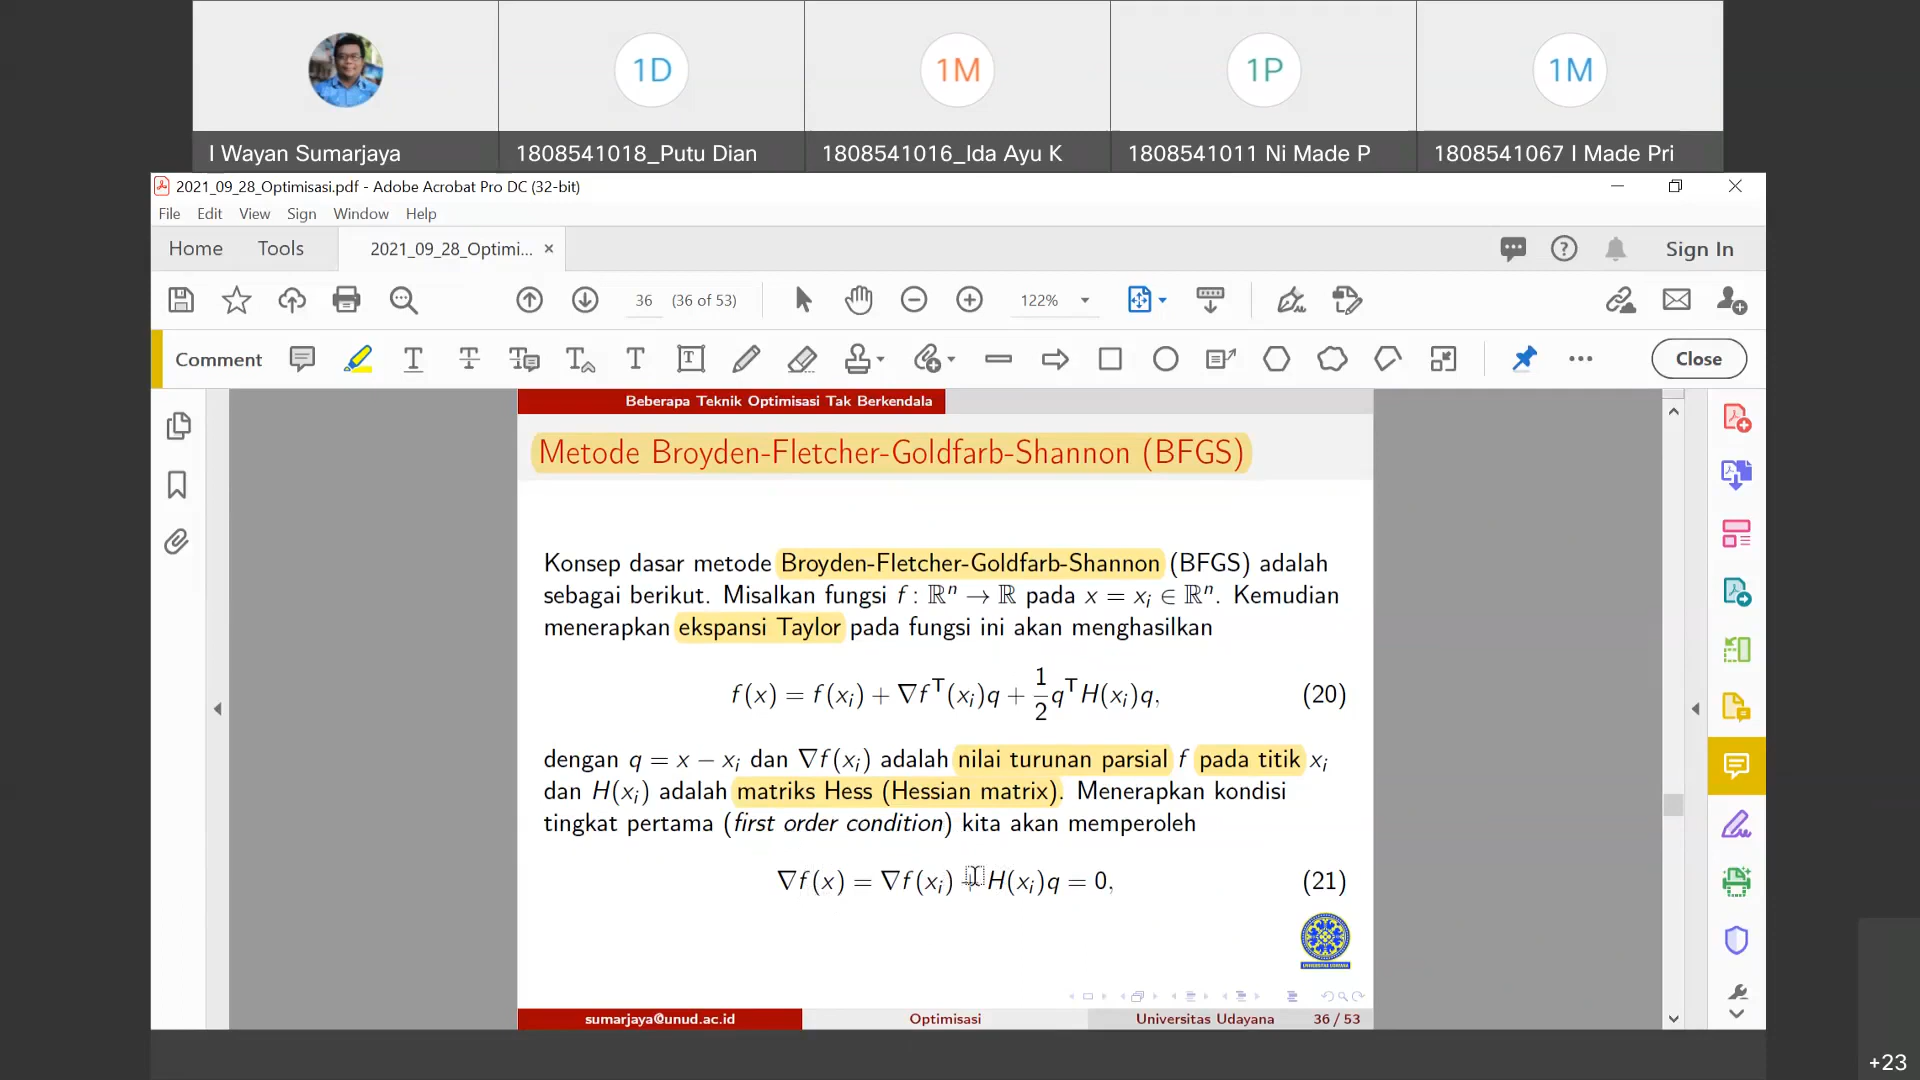 1D
1M
1P
1M
I Wayan Sumarjaya
1808541018_Putu Dian
1808541016_Ida Ayu K
1808541011 Ni Made P
1808541067 I Made Pri
2021_09_28_Optimisasi.pdf - Adobe Acrobat Pro DC (32-bit)
File Edit View Sign Window Help
Home Tools 2021_09_28_Optimi... × Sign In
36 (36 of 53) 122%
Comment Close
Beberapa Teknik Optimisasi Tak Berkendala
Metode Broyden-Fletcher-Goldfarb-Shannon (BFGS)
Konsep dasar metode Broyden-Fletcher-Goldfarb-Shannon (BFGS) adalah
sebagai berikut. Misalkan fungsi f : ℝⁿ → ℝ pada x = xᵢ ∈ ℝⁿ. Kemudian
menerapkan ekspansi Taylor pada fungsi ini akan menghasilkan
f(x) = f(xᵢ) + ∇fᵀ(xᵢ)q + 1/2 qᵀH(xᵢ)q, (20)
dengan q = x − xᵢ dan ∇f(xᵢ) adalah nilai turunan parsial f pada titik xᵢ
dan H(xᵢ) adalah matriks Hess (Hessian matrix). Menerapkan kondisi
tingkat pertama (first order condition) kita akan memperoleh
∇f(x) = ∇f(xᵢ) + H(xᵢ)q = 0, (21)
UNIVERSITAS UDAYANA
sumarjaya@unud.ac.id Optimisasi Universitas Udayana 36 / 53
+23